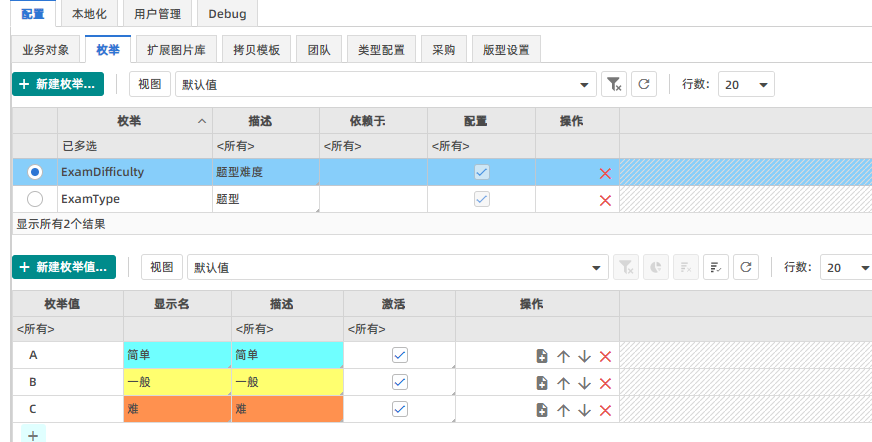 配置 本地化 用户管理 Debug
业务对象 枚举 扩展图片库 拷贝模板 团队 类型配置 采购 版型设置
+ 新建枚举... 视图 默认值 行数: 20
枚举 描述 依赖于 配置 操作
已多选 <所有> <所有> <所有>
ExamDifficulty 题型难度
ExamType 题型
显示所有2个结果
+ 新建枚举值... 视图 默认值 行数: 20
枚举值 显示名 描述 激活 操作
<所有> <所有> <所有>
A 简单 简单
B 一般 一般
C 难 难
+